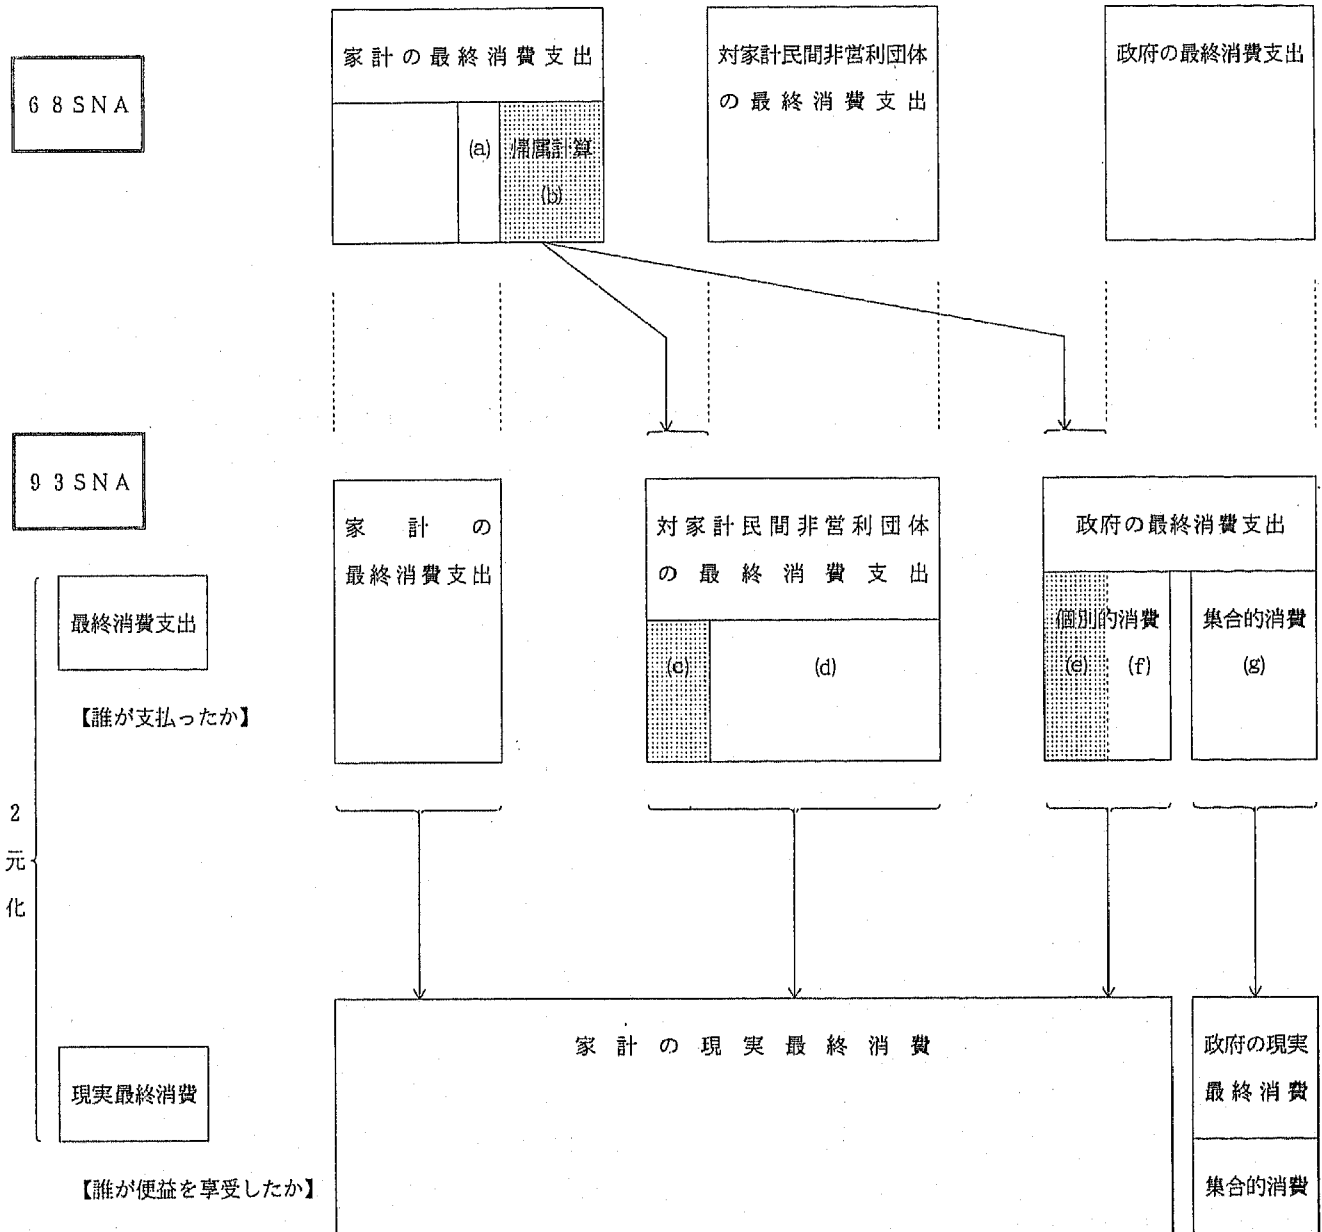 68SNA
家計の最終消費支出
(a)
帰属計算
(b)
対家計民間非営利団体
の最終消費支出
政府の最終消費支出
93SNA
最終消費支出
【誰が支払ったか】
家計の
最終消費支出
対家計民間非営利団体
の最終消費支出
(c)
(d)
政府の最終消費支出
個別的消費
(e)
(f)
集合的消費
(g)
2
元
化
現実最終消費
【誰が便益を享受したか】
家計の現実最終消費
政府の現実
最終消費
集合的消費